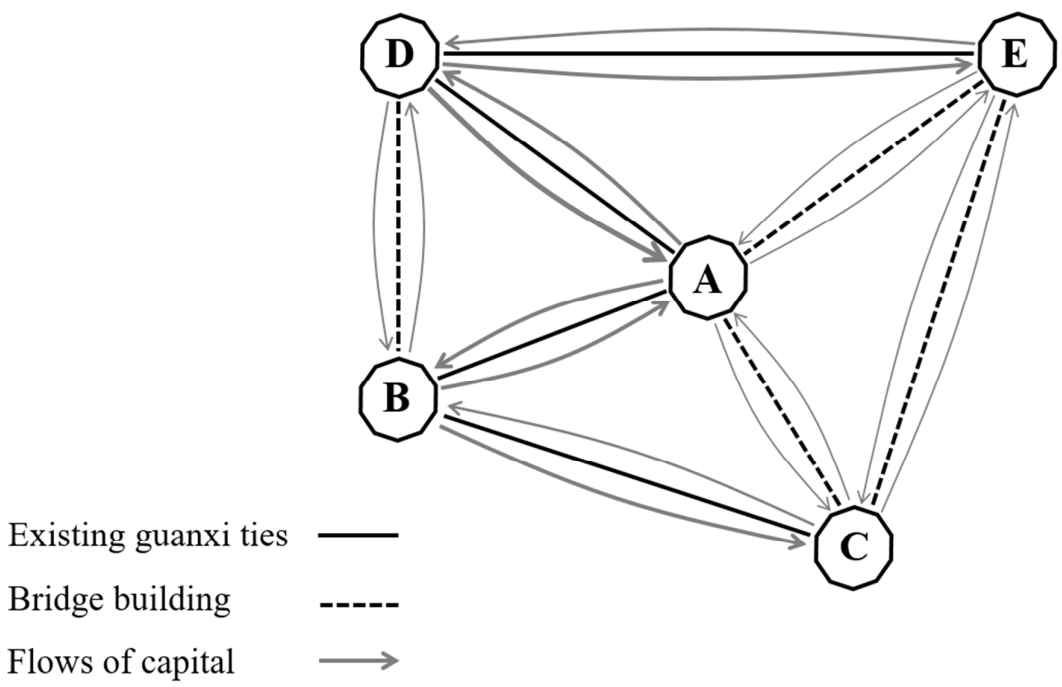 D
E
A
B
C
Existing guanxi ties
Bridge building
Flows of capital